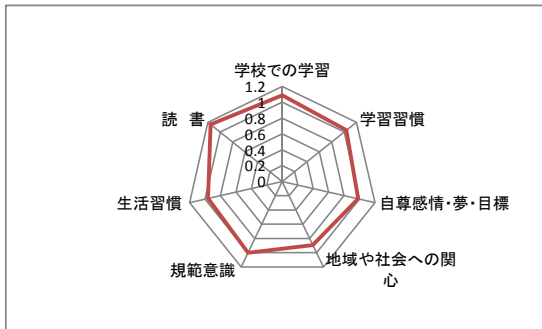 学校での学習
1.2
1
0.8
0.6
0.4
0.2
0
学習習慣
自尊感情・夢・目標
地域や社会への関
心
規範意識
生活習慣
読 書